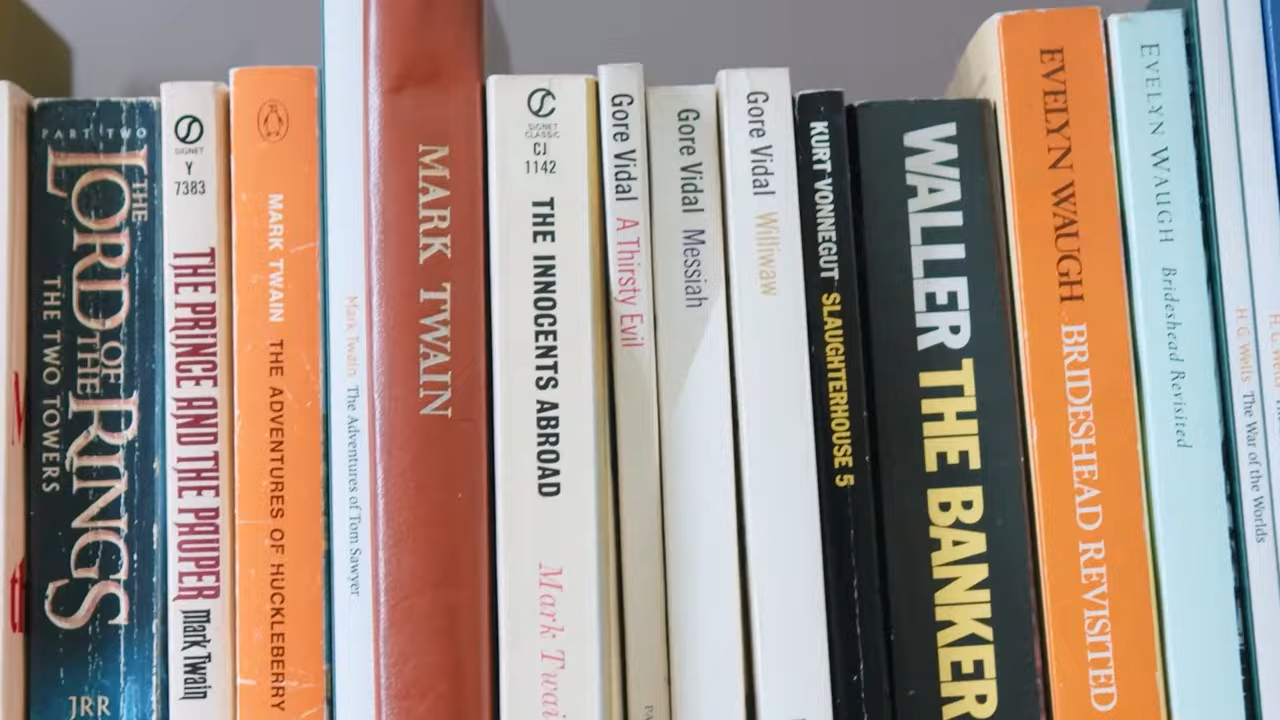 PART TWO
THE
LORD OF THE RINGS
THE TWO TOWERS
JRR
SIGNET
Y
7383
THE PRINCE AND THE PAUPER Mark Twain
MARK TWAIN THE ADVENTURES OF HUCKLEBERRY
Mark Twain The Adventures of Tom Sawyer
MARK TWAIN
SIGNET
CLASSIC
CJ
1142
THE INNOCENTS ABROAD
Mark Twai
Gore Vidal A Thirsty Evil
PA
Gore Vidal Messiah
Gore Vidal Williwaw
KURT VONNEGUT SLAUGHTERHOUSE 5
WALLER THE BANKER
EVELYN WAUGH BRIDESHEAD REVISITED
EVELYN WAUGH Brideshead Revisited
H.G. Wells The War of the Worlds